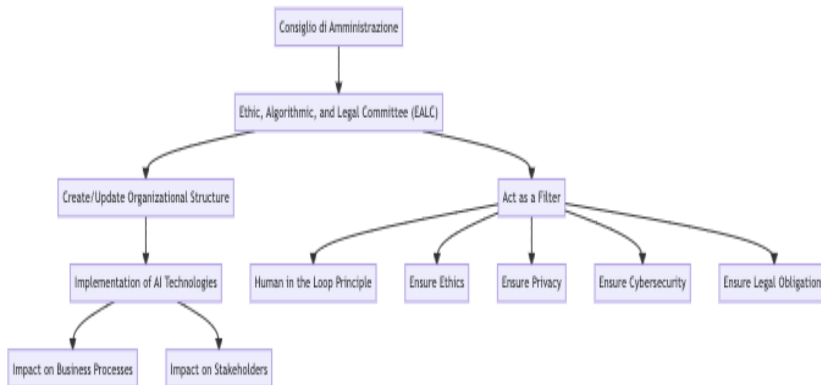 Consiglio di Amministrazione
Ethic, Algorithmic, and Legal Committee (EALC)
Create/Update Organizational Structure
Act as a Filter
Implementation of AI Technologies
Human in the Loop Principle
Ensure Ethics
Ensure Privacy
Ensure Cybersecurity
Ensure Legal Obligation
Impact on Business Processes
Impact on Stakeholders